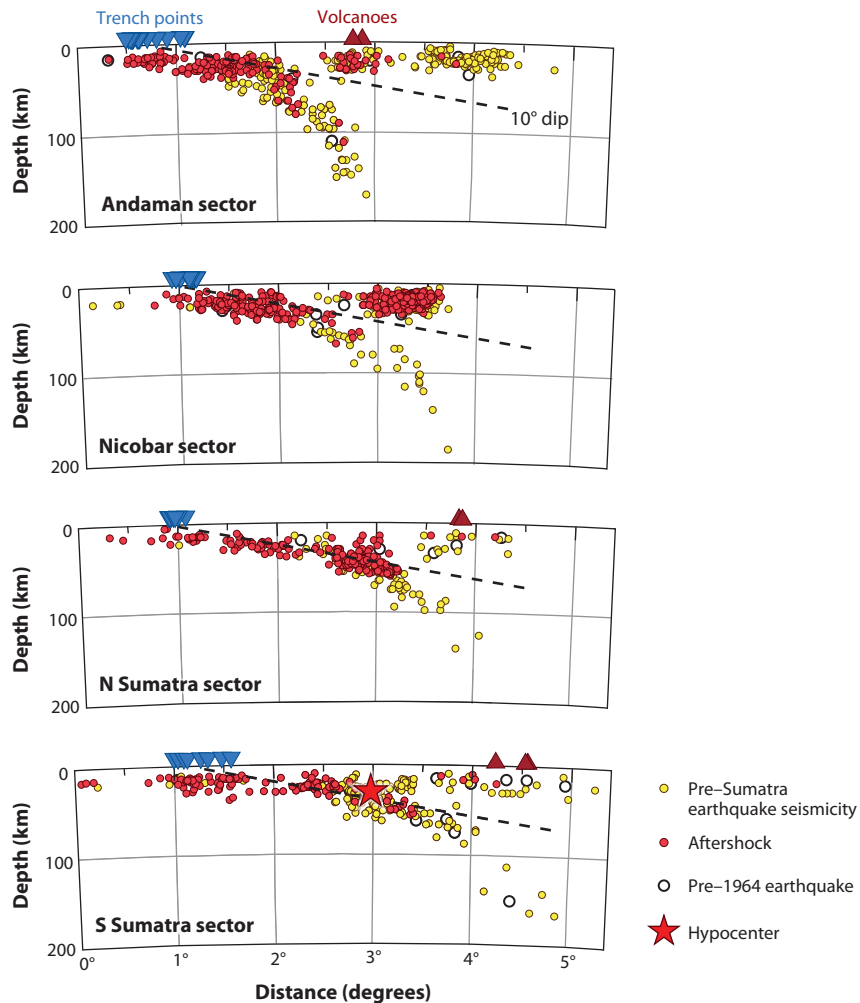 Trench points Volcanoes
0
100
200
Depth (km)
10° dip
Andaman sector
0
100
200
Depth (km)
Nicobar sector
0
100
200
Depth (km)
N Sumatra sector
0
100
200
Depth (km)
S Sumatra sector
0° 1° 2° 3° 4° 5°
Distance (degrees)
Pre–Sumatra
earthquake seismicity
Aftershock
Pre–1964 earthquake
Hypocenter